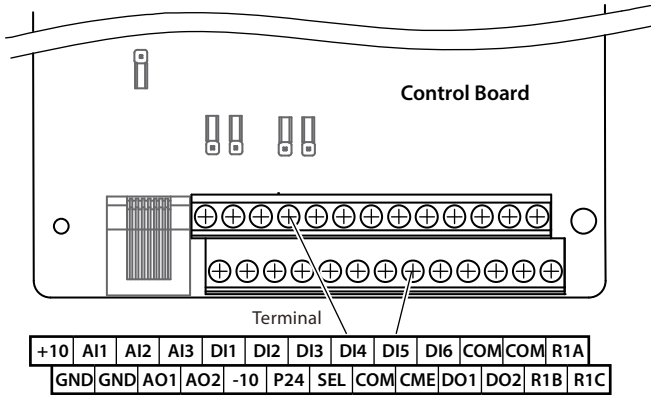 Control Board
Terminal
+10 AI1 AI2 AI3 DI1 DI2 DI3 DI4 DI5 DI6 COM COM R1A
GND GND AO1 AO2 -10 P24 SEL COM CME DO1 DO2 R1B R1C